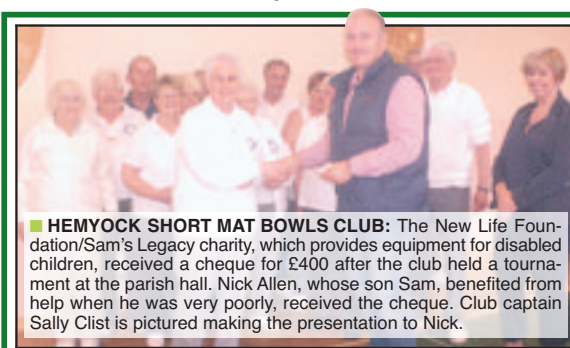 HEMYOCK SHORT MAT BOWLS CLUB: The New Life Foun-
dation/Sam's Legacy charity, which provides equipment for disabled
children, received a cheque for £400 after the club held a tourna-
ment at the parish hall. Nick Allen, whose son Sam, benefited from
help when he was very poorly, received the cheque. Club captain
Sally Clist is pictured making the presentation to Nick.